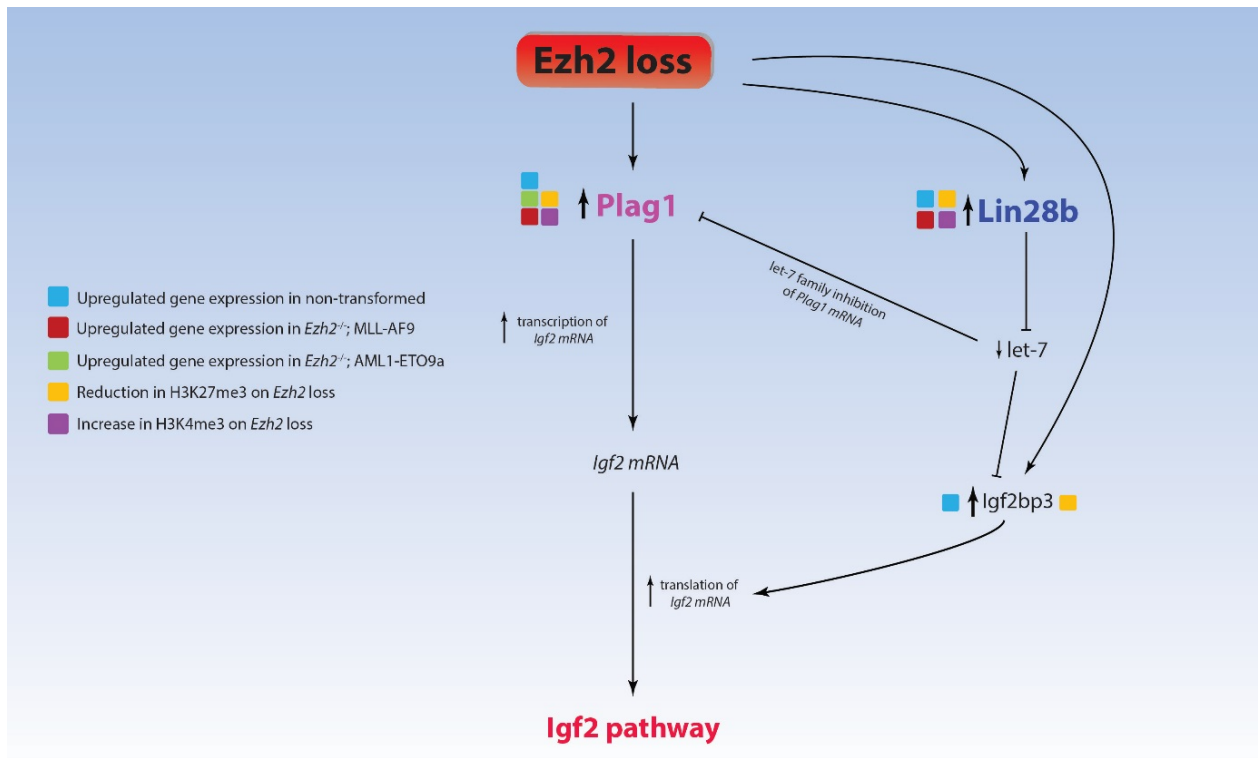 Ezh2 loss
Plag1
Lin28b
let-7 family inhibition
of Plag1 mRNA
Upregulated gene expression in non-transformed
Upregulated gene expression in Ezh2-/-; MLL-AF9
Upregulated gene expression in Ezh2-/-; AML1-ETO9a
Reduction in H3K27me3 on Ezh2 loss
Increase in H3K4me3 on Ezh2 loss
transcription of
Igf2 mRNA
let-7
Igf2 mRNA
Igf2bp3
translation of
Igf2 mRNA
Igf2 pathway